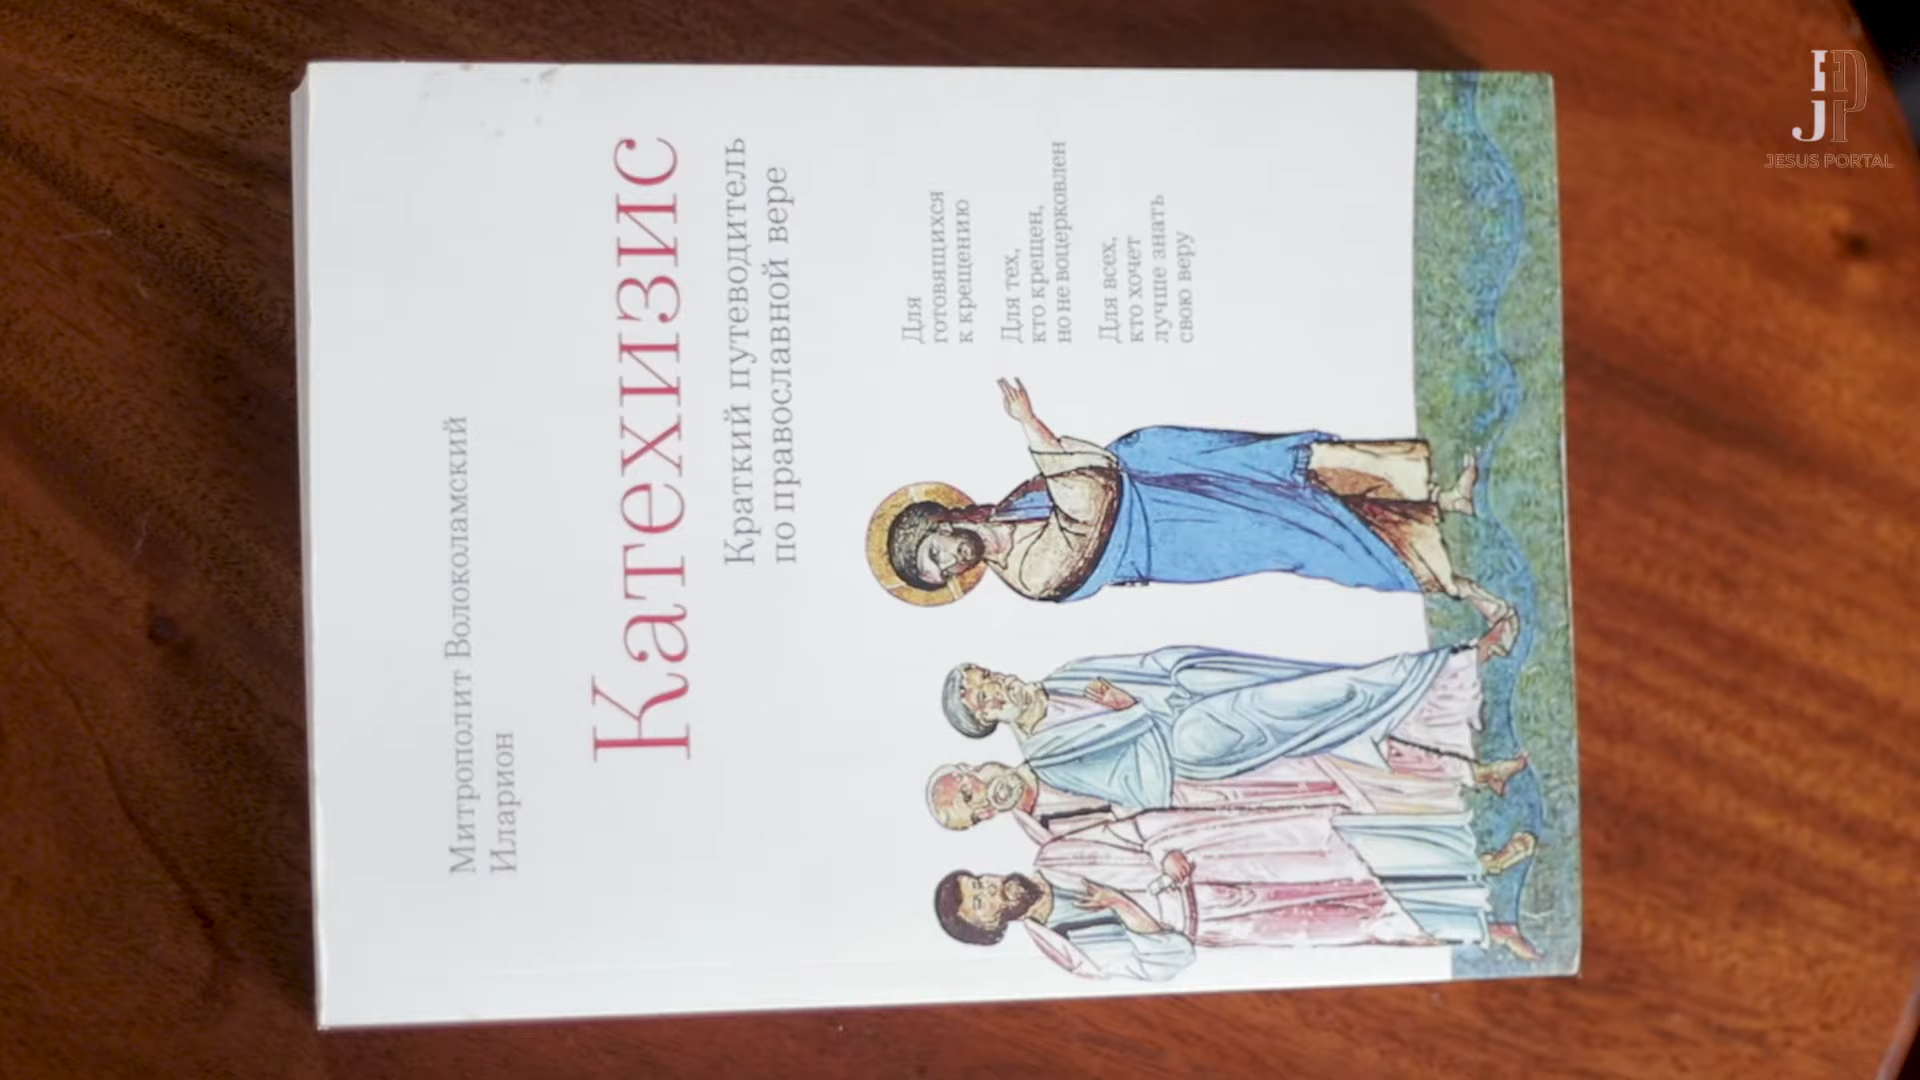 Митрополит Волоколамский
Иларион
Катехизис
Краткий путеводитель
по православной вере
Для
готовящихся
к крещению
Для тех,
кто крещен,
но не воцерковлен
Для всех,
кто хочет
лучше знать
свою веру
JP
JESUS PORTAL